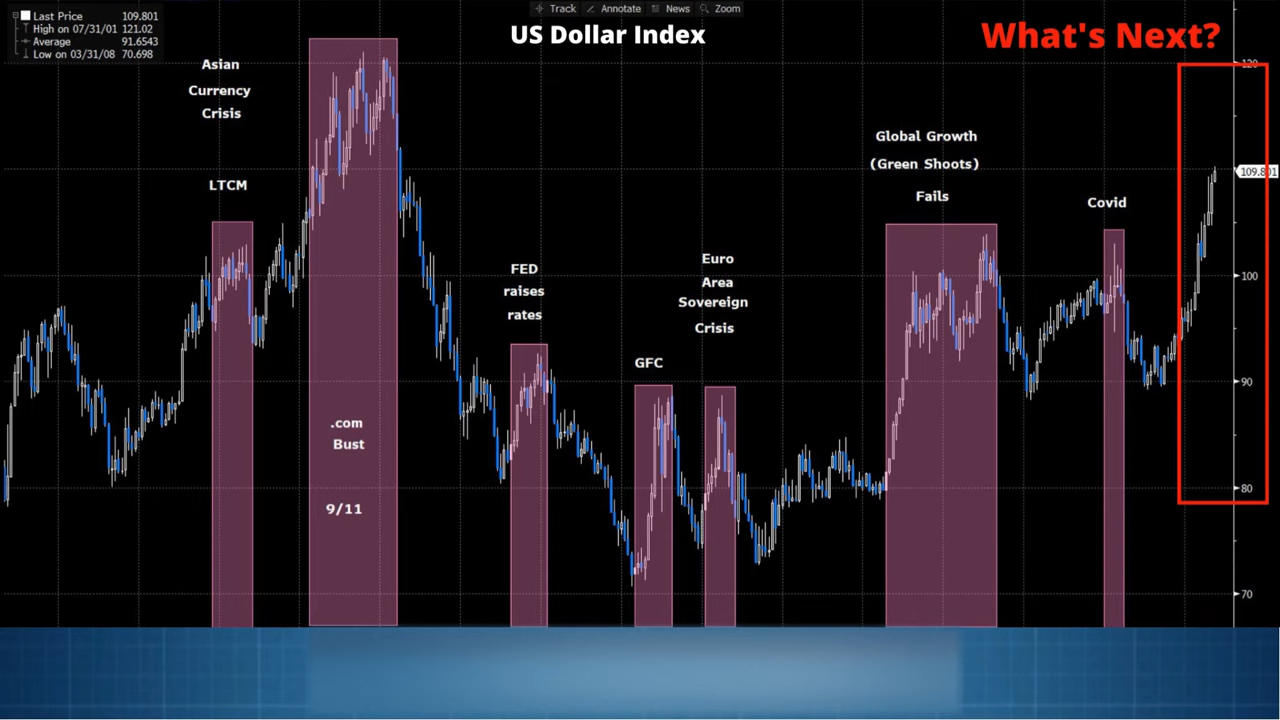 Track Annotate News Zoom
Last Price 109.801
High on 07/31/01 121.02
Average 91.6543
Low on 03/31/08 70.698
US Dollar Index
What's Next?
Asian
Currency
Crisis
LTCM
.com
Bust
9/11
FED
raises
rates
GFC
Euro
Area
Sovereign
Crisis
Global Growth
(Green Shoots)
Fails
Covid
120
109.801
100
90
80
70